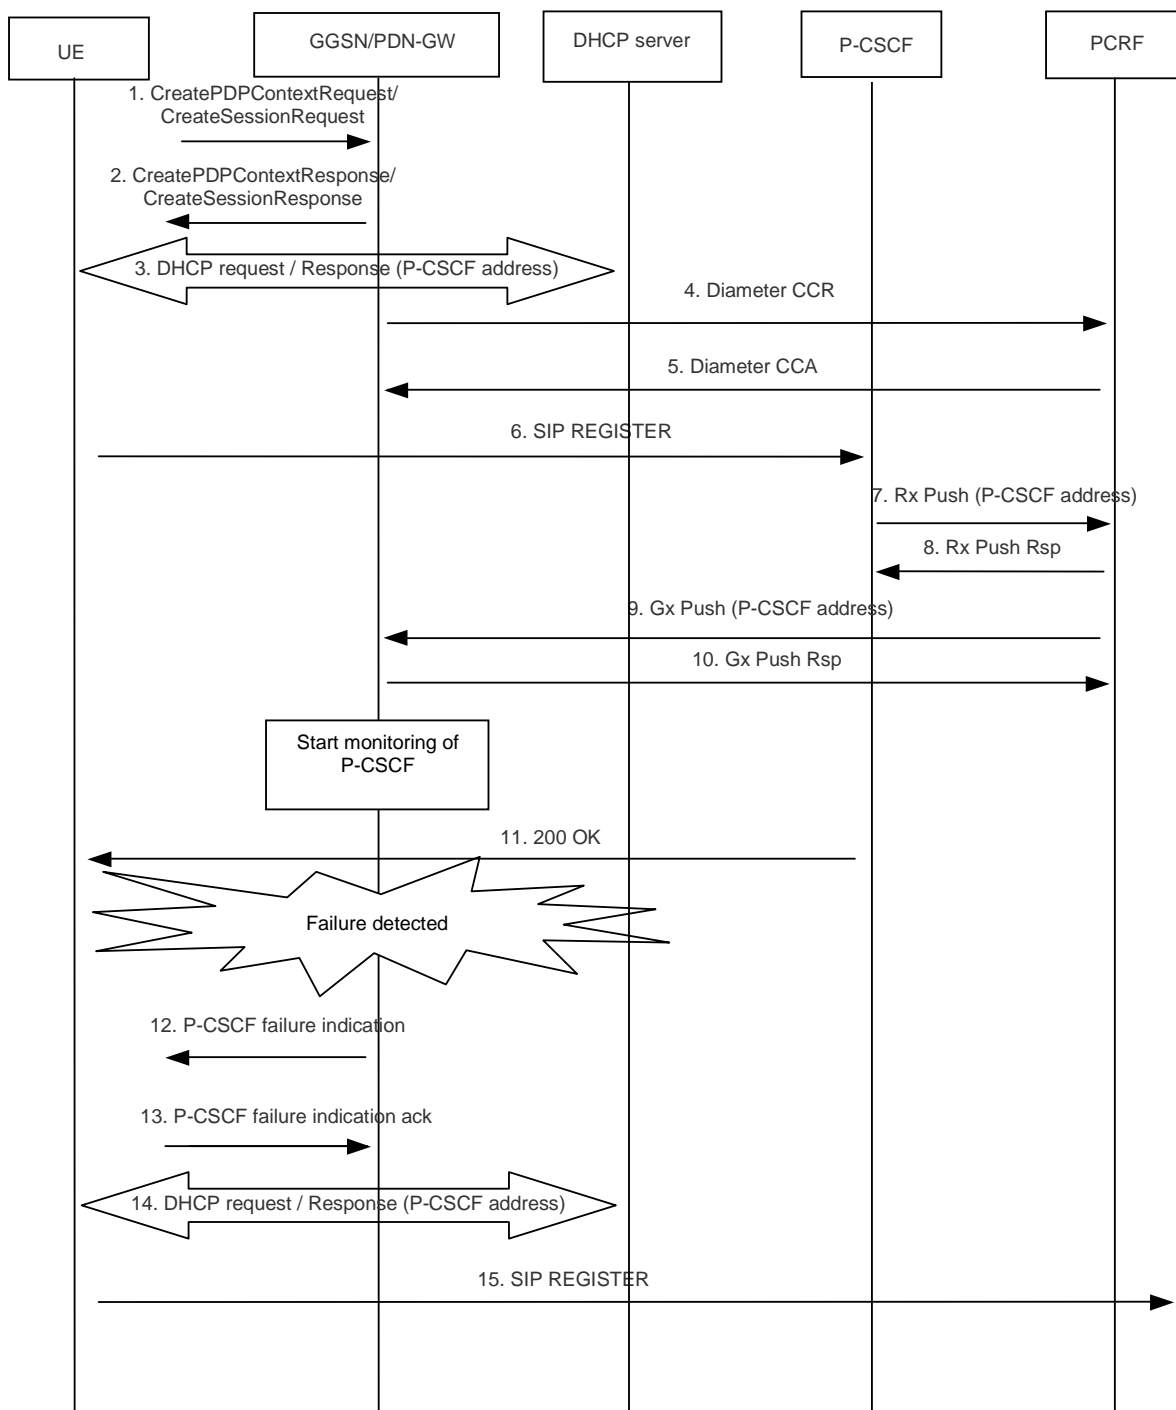 UE
GGSN/PDN-GW
DHCP server
P-CSCF
PCRF
1. CreatePDPContextRequest/
CreateSessionRequest
2. CreatePDPContextResponse/
CreateSessionResponse
3. DHCP request / Response (P-CSCF address)
4. Diameter CCR
5. Diameter CCA
6. SIP REGISTER
7. Rx Push (P-CSCF address)
8. Rx Push Rsp
9. Gx Push (P-CSCF address)
10. Gx Push Rsp
Start monitoring of
P-CSCF
11. 200 OK
Failure detected
12. P-CSCF failure indication
13. P-CSCF failure indication ack
14. DHCP request / Response (P-CSCF address)
15. SIP REGISTER